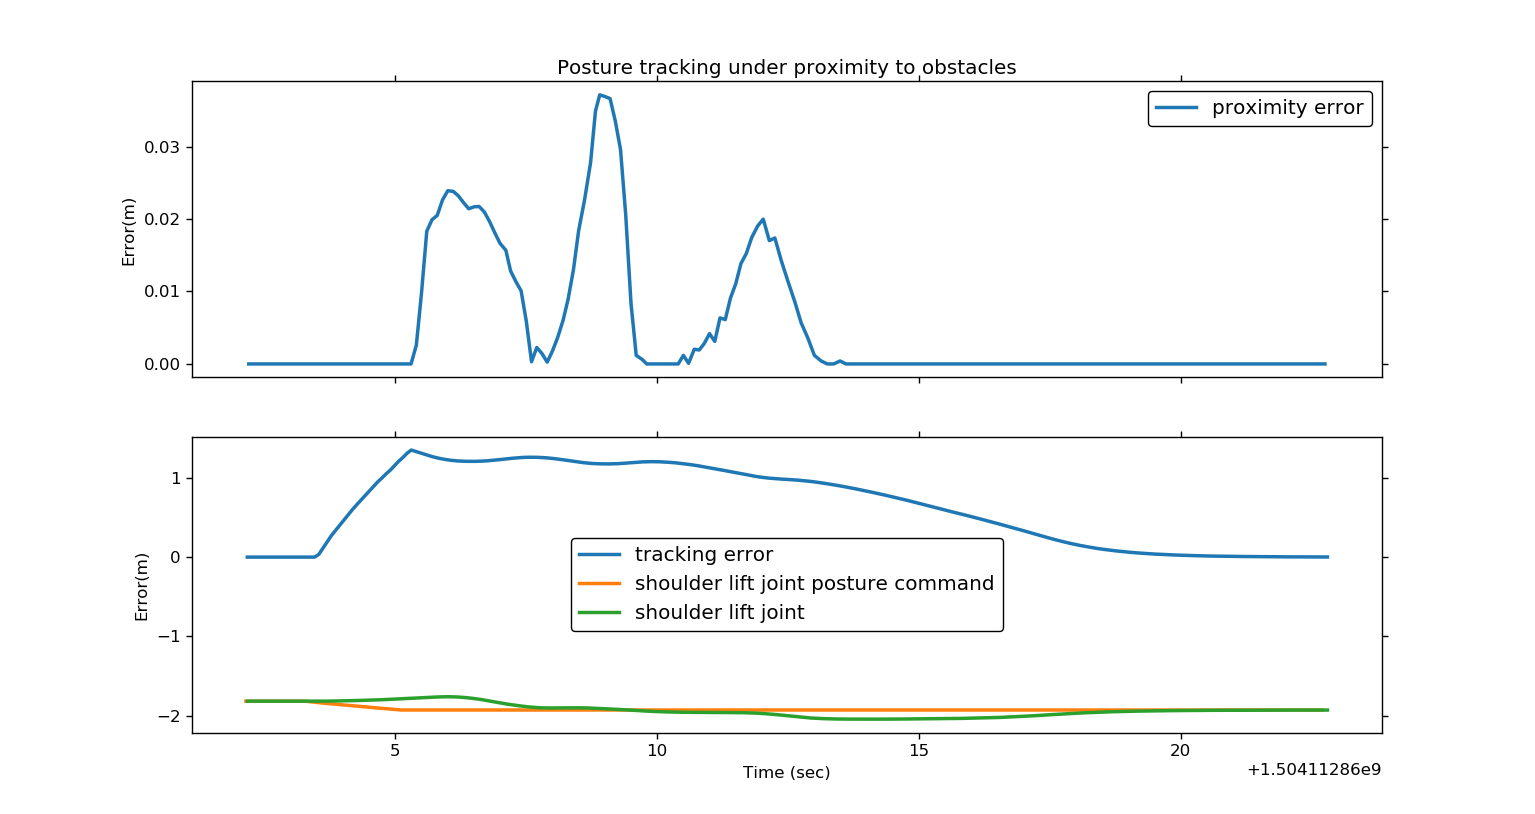 Posture tracking under proximity to obstacles
proximity error
0.03
0.02
0.01
0.00
Error(m)
1
0
−1
−2
Error(m)
tracking error
shoulder lift joint posture command
shoulder lift joint
5
10
15
20
Time (sec)
+1.50411286e9